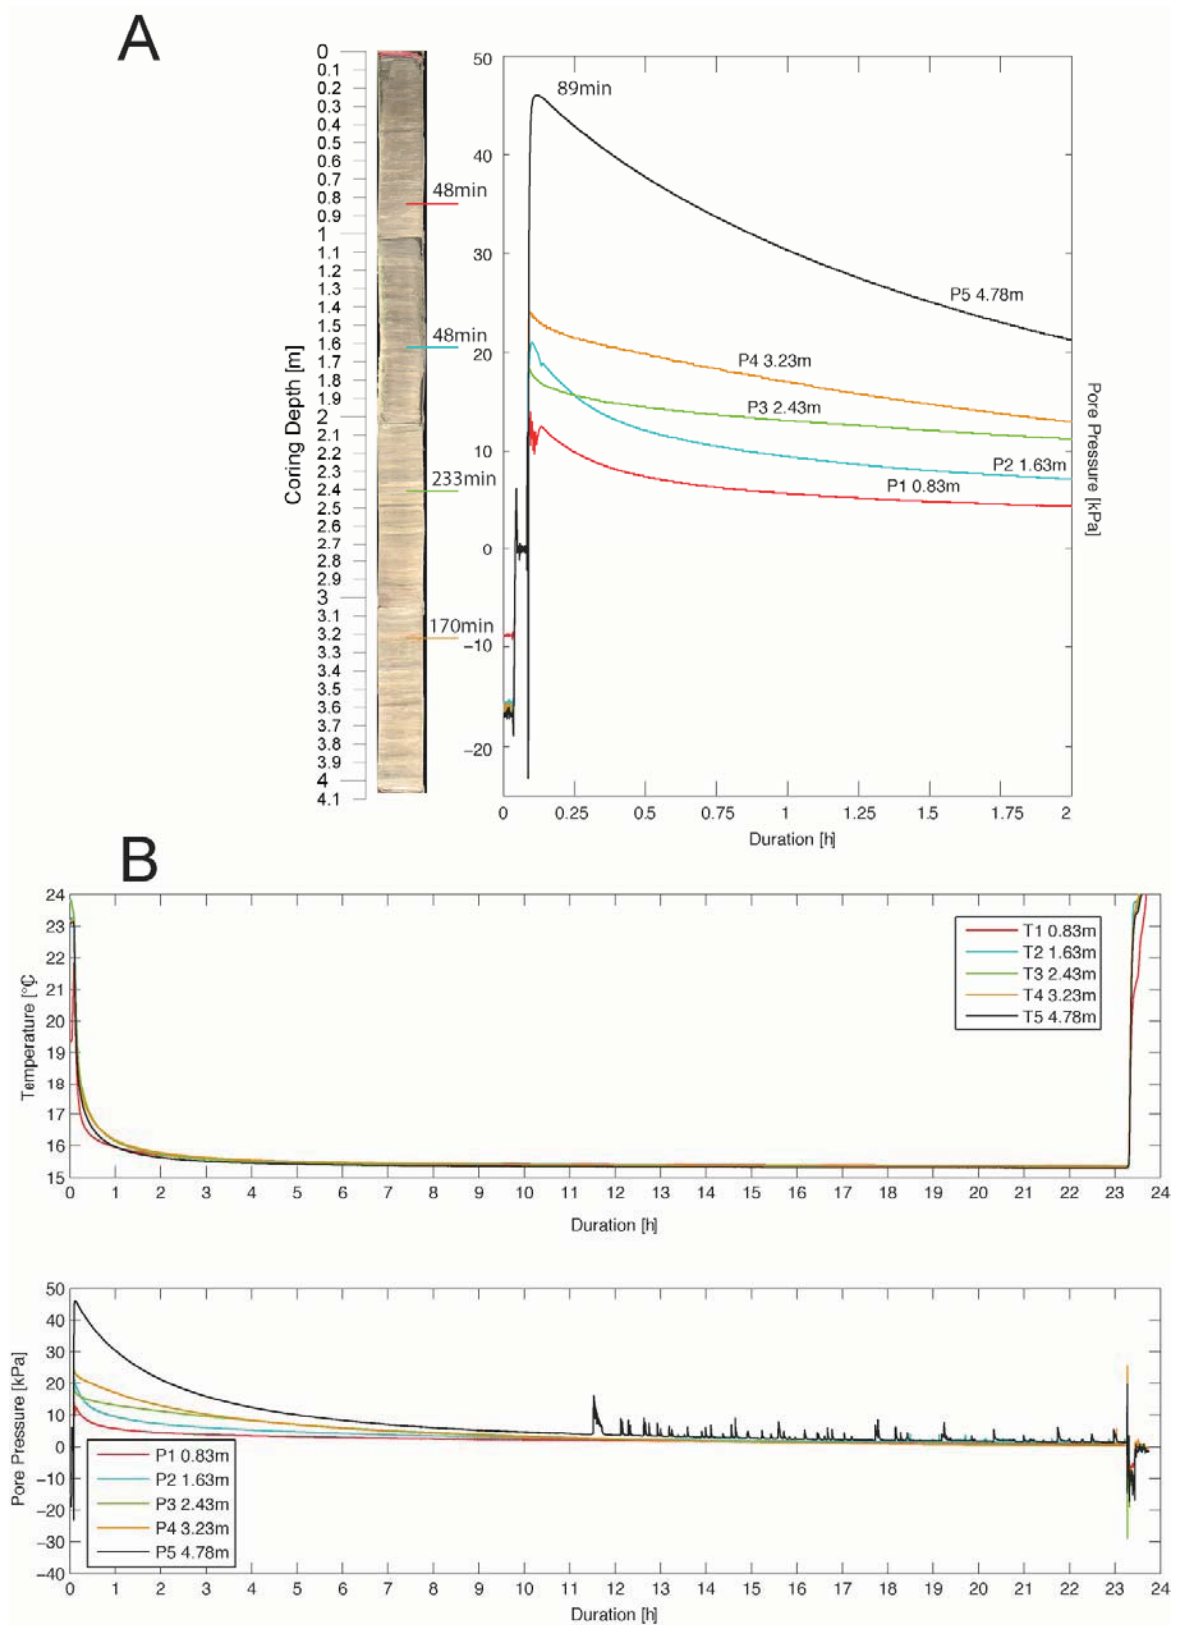 A
0
0.1
0.2
0.3
0.4
0.5
0.6
0.7
0.8
0.9
1
1.1
1.2
1.3
1.4
1.5
1.6
1.7
1.8
1.9
2
2.1
2.2
2.3
2.4
2.5
2.6
2.7
2.8
2.9
3
3.1
3.2
3.3
3.4
3.5
3.6
3.7
3.8
3.9
4
4.1
Coring Depth [m]
48min
48min
233min
170min
50
40
30
20
10
0
−10
−20
89min
P5 4.78m
P4 3.23m
P3 2.43m
P2 1.63m
P1 0.83m
Pore Pressure [kPa]
0 0.25 0.5 0.75 1 1.25 1.5 1.75 2
Duration [h]
B
24
23
22
21
20
19
18
17
16
15
Temperature [°C]
T1 0.83m
T2 1.63m
T3 2.43m
T4 3.23m
T5 4.78m
0 1 2 3 4 5 6 7 8 9 10 11 12 13 14 15 16 17 18 19 20 21 22 23 24
Duration [h]
50
40
30
20
10
0
−10
−20
−30
−40
Pore Pressure [kPa]
P1 0.83m
P2 1.63m
P3 2.43m
P4 3.23m
P5 4.78m
0 1 2 3 4 5 6 7 8 9 10 11 12 13 14 15 16 17 18 19 20 21 22 23 24
Duration [h]